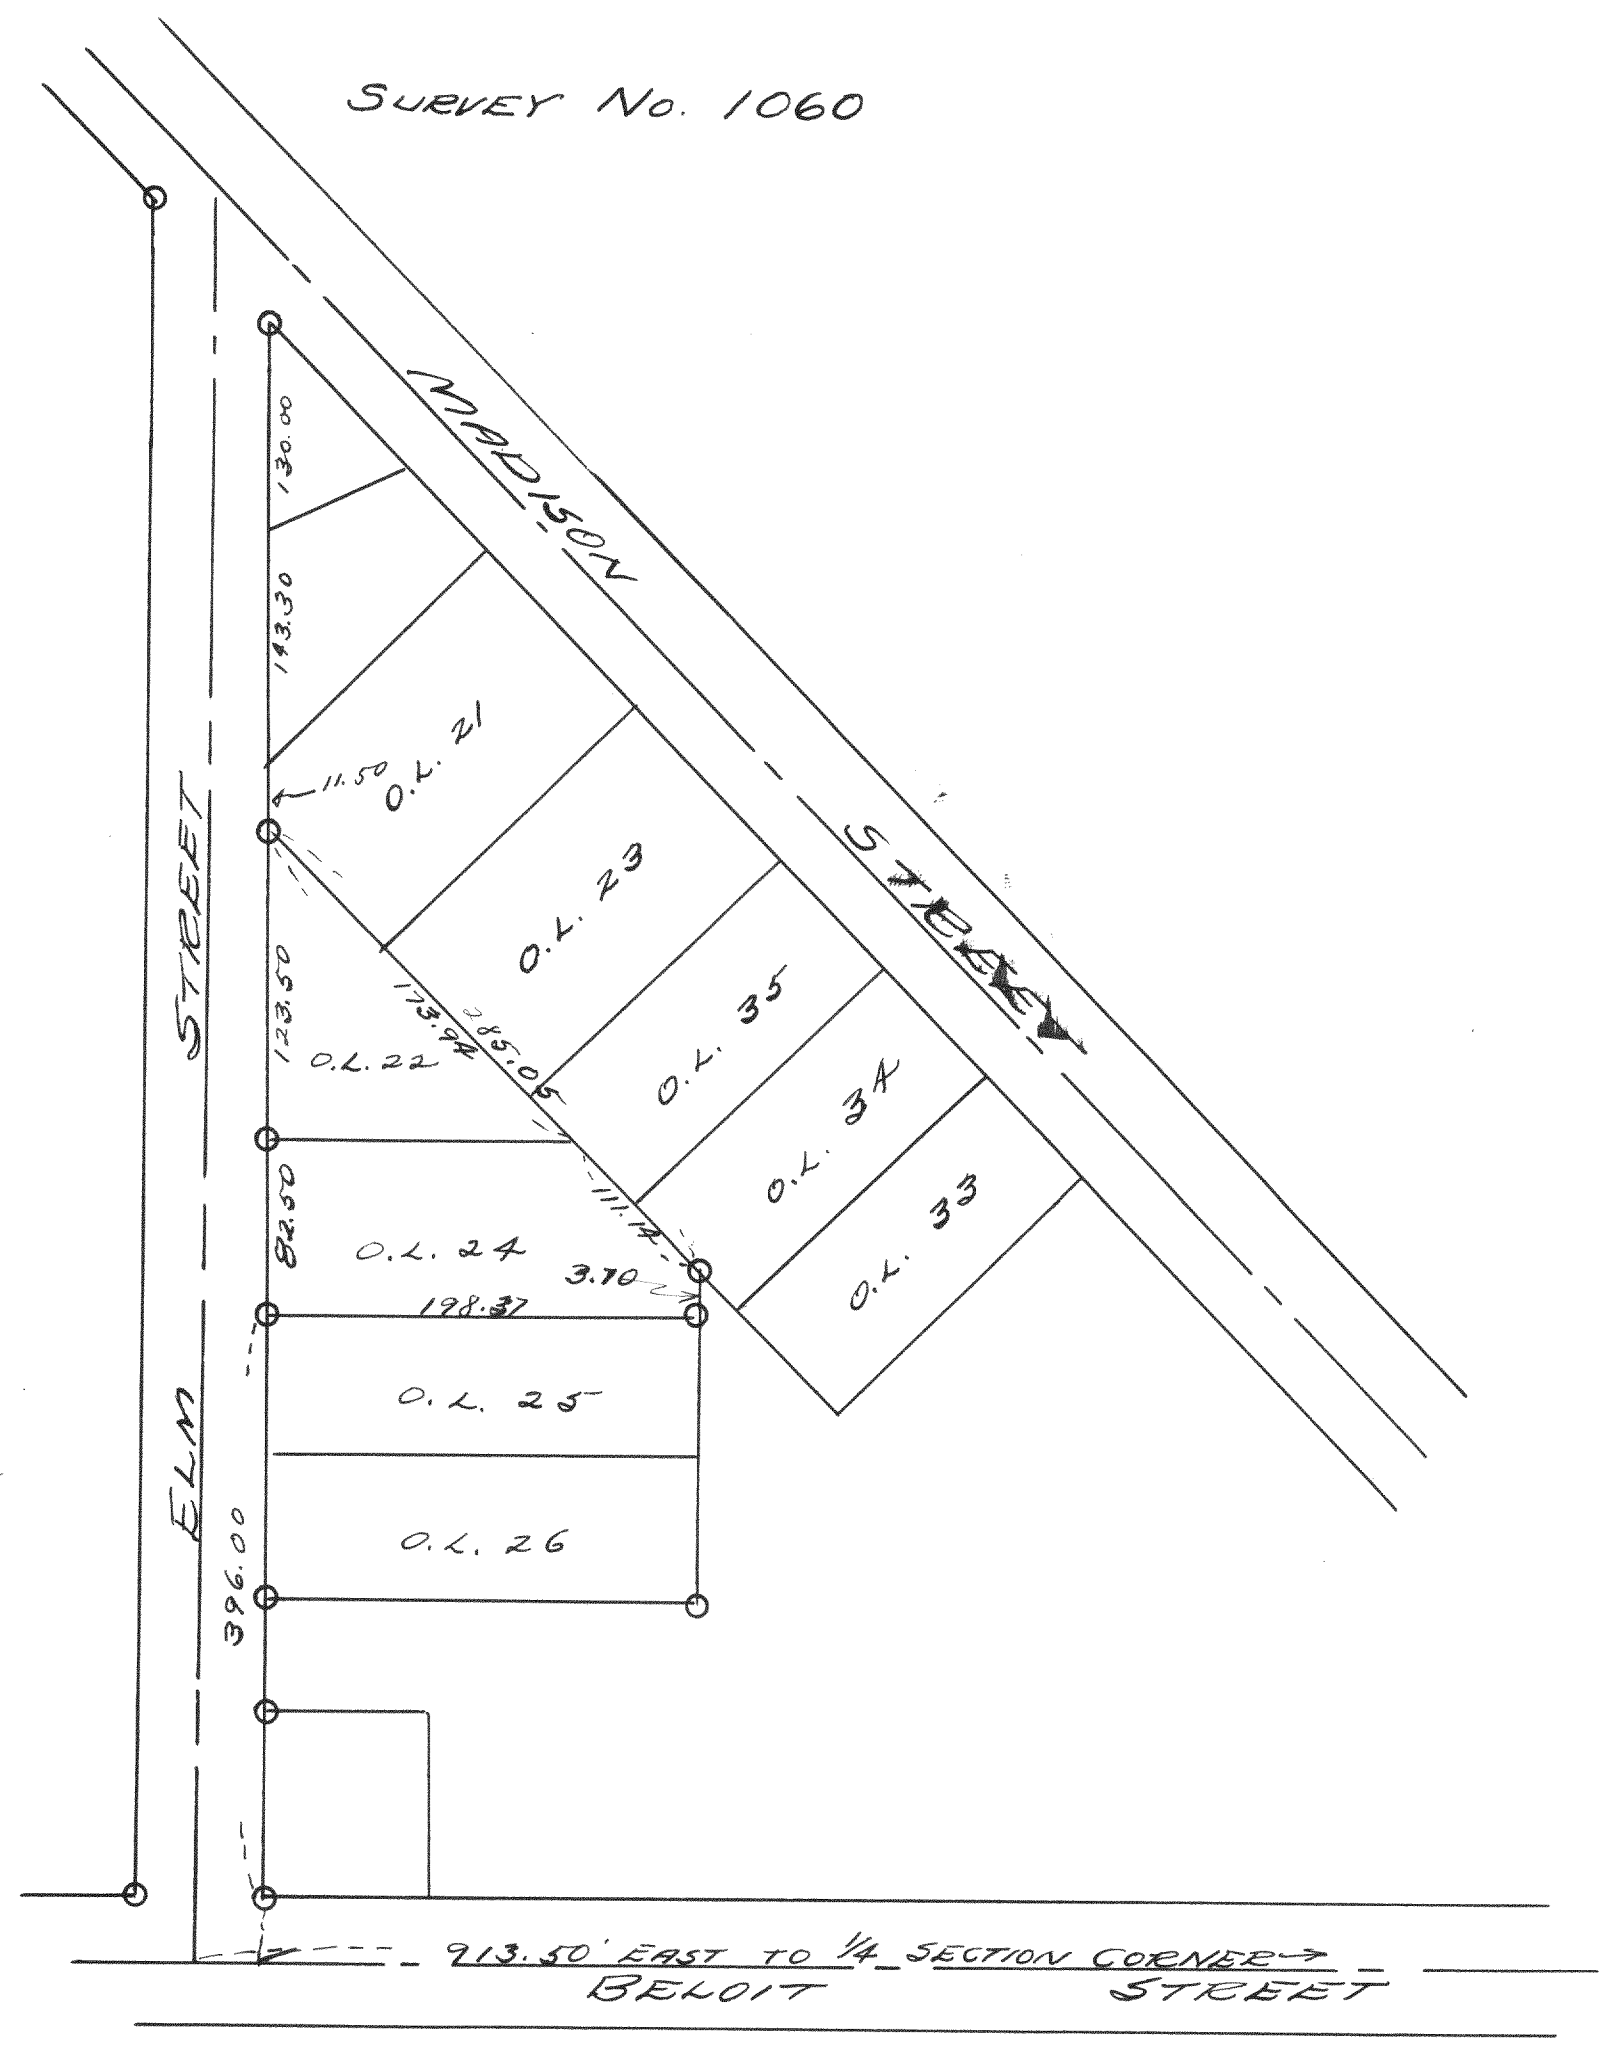 SURVEY No. 1060
MADISON STREET
130.00
143.30
11.50
O.L. 21
O.L. 23
O.L. 35
O.L. 34
O.L. 33
ELM STREET
123.50
O.L. 22
173.94
285.05
82.50
O.L. 24
111.14
3.70
198.37
O.L. 25
O.L. 26
396.00
913.50' EAST TO 1/4 SECTION CORNER→
BELOIT STREET